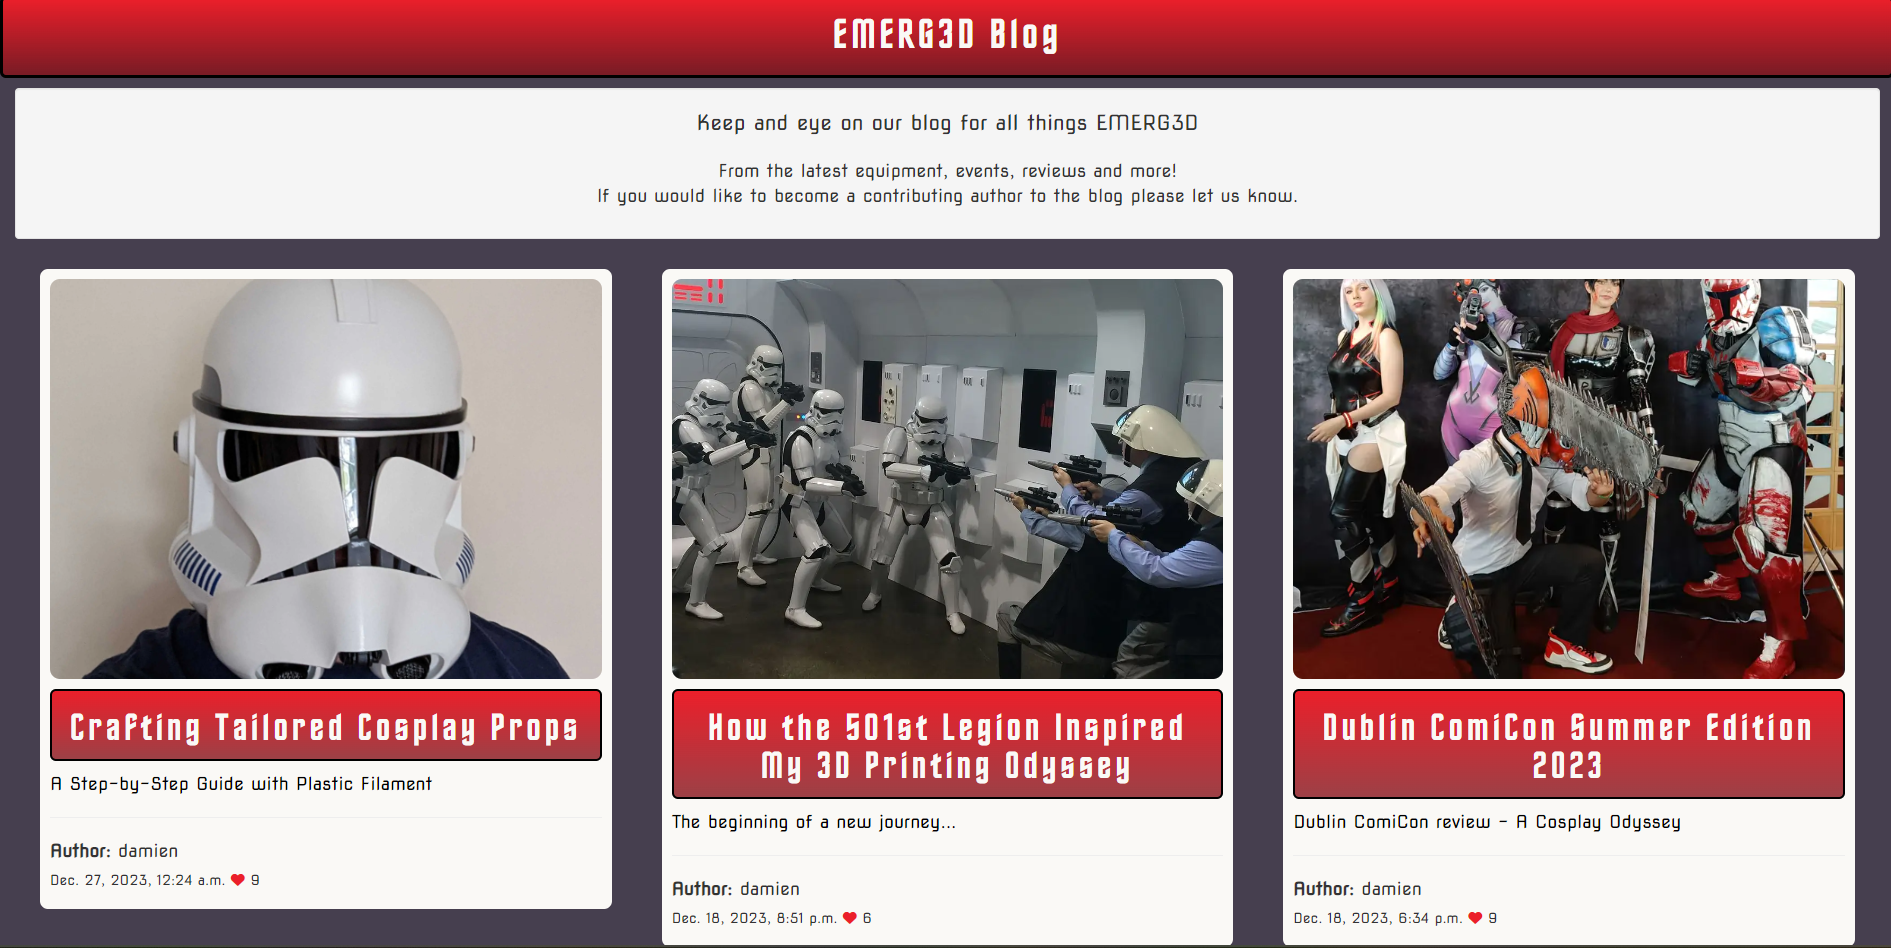 EMERG3D Blog
Keep and eye on our blog for all things EMERG3D
From the latest equipment, events, reviews and more!
If you would like to become a contributing author to the blog please let us know.
Crafting Tailored Cosplay Props
A Step-by-Step Guide with Plastic Filament
Author: damien
Dec. 27, 2023, 12:24 a.m. 9
How the 501st Legion Inspired
My 3D Printing Odyssey
The beginning of a new journey...
Author: damien
Dec. 18, 2023, 8:51 p.m. 6
Dublin ComiCon Summer Edition
2023
Dublin ComiCon review - A Cosplay Odyssey
Author: damien
Dec. 18, 2023, 6:34 p.m. 9